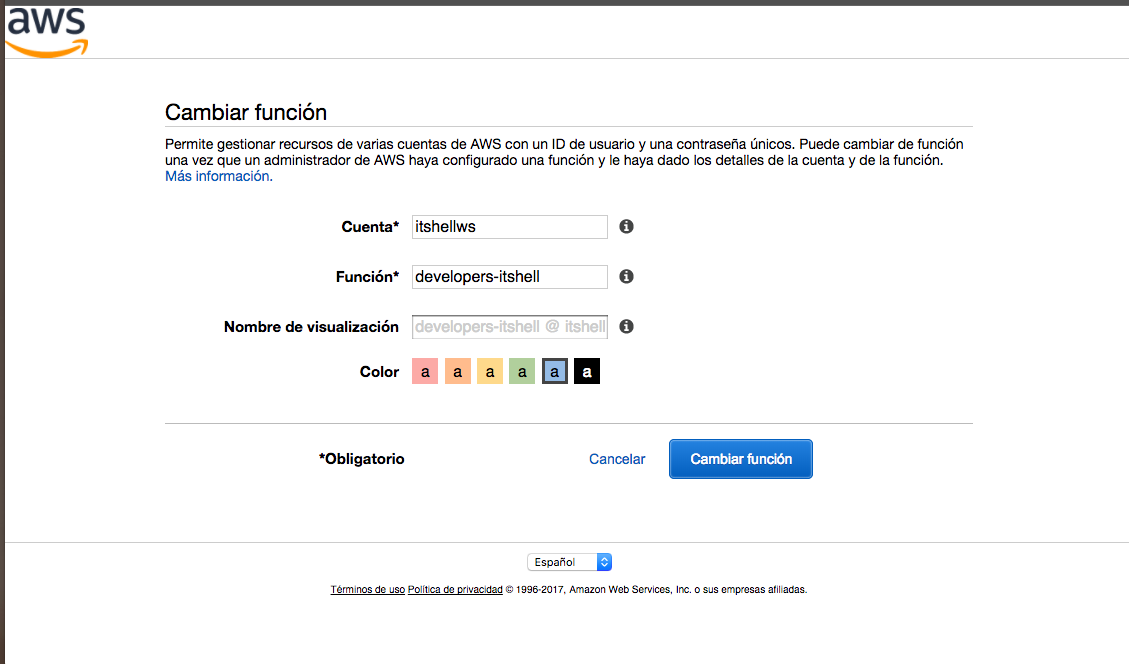 aws
Cambiar función
Permite gestionar recursos de varias cuentas de AWS con un ID de usuario y una contraseña únicos. Puede cambiar de función
una vez que un administrador de AWS haya configurado una función y le haya dado los detalles de la cuenta y de la función.
Más información.
Cuenta* itshellws
Función* developers-itshell
Nombre de visualización developers-itshell @ itshell
Color a a a a a a
*Obligatorio Cancelar Cambiar función
Español
Términos de uso Política de privacidad © 1996-2017, Amazon Web Services, Inc. o sus empresas afiliadas.